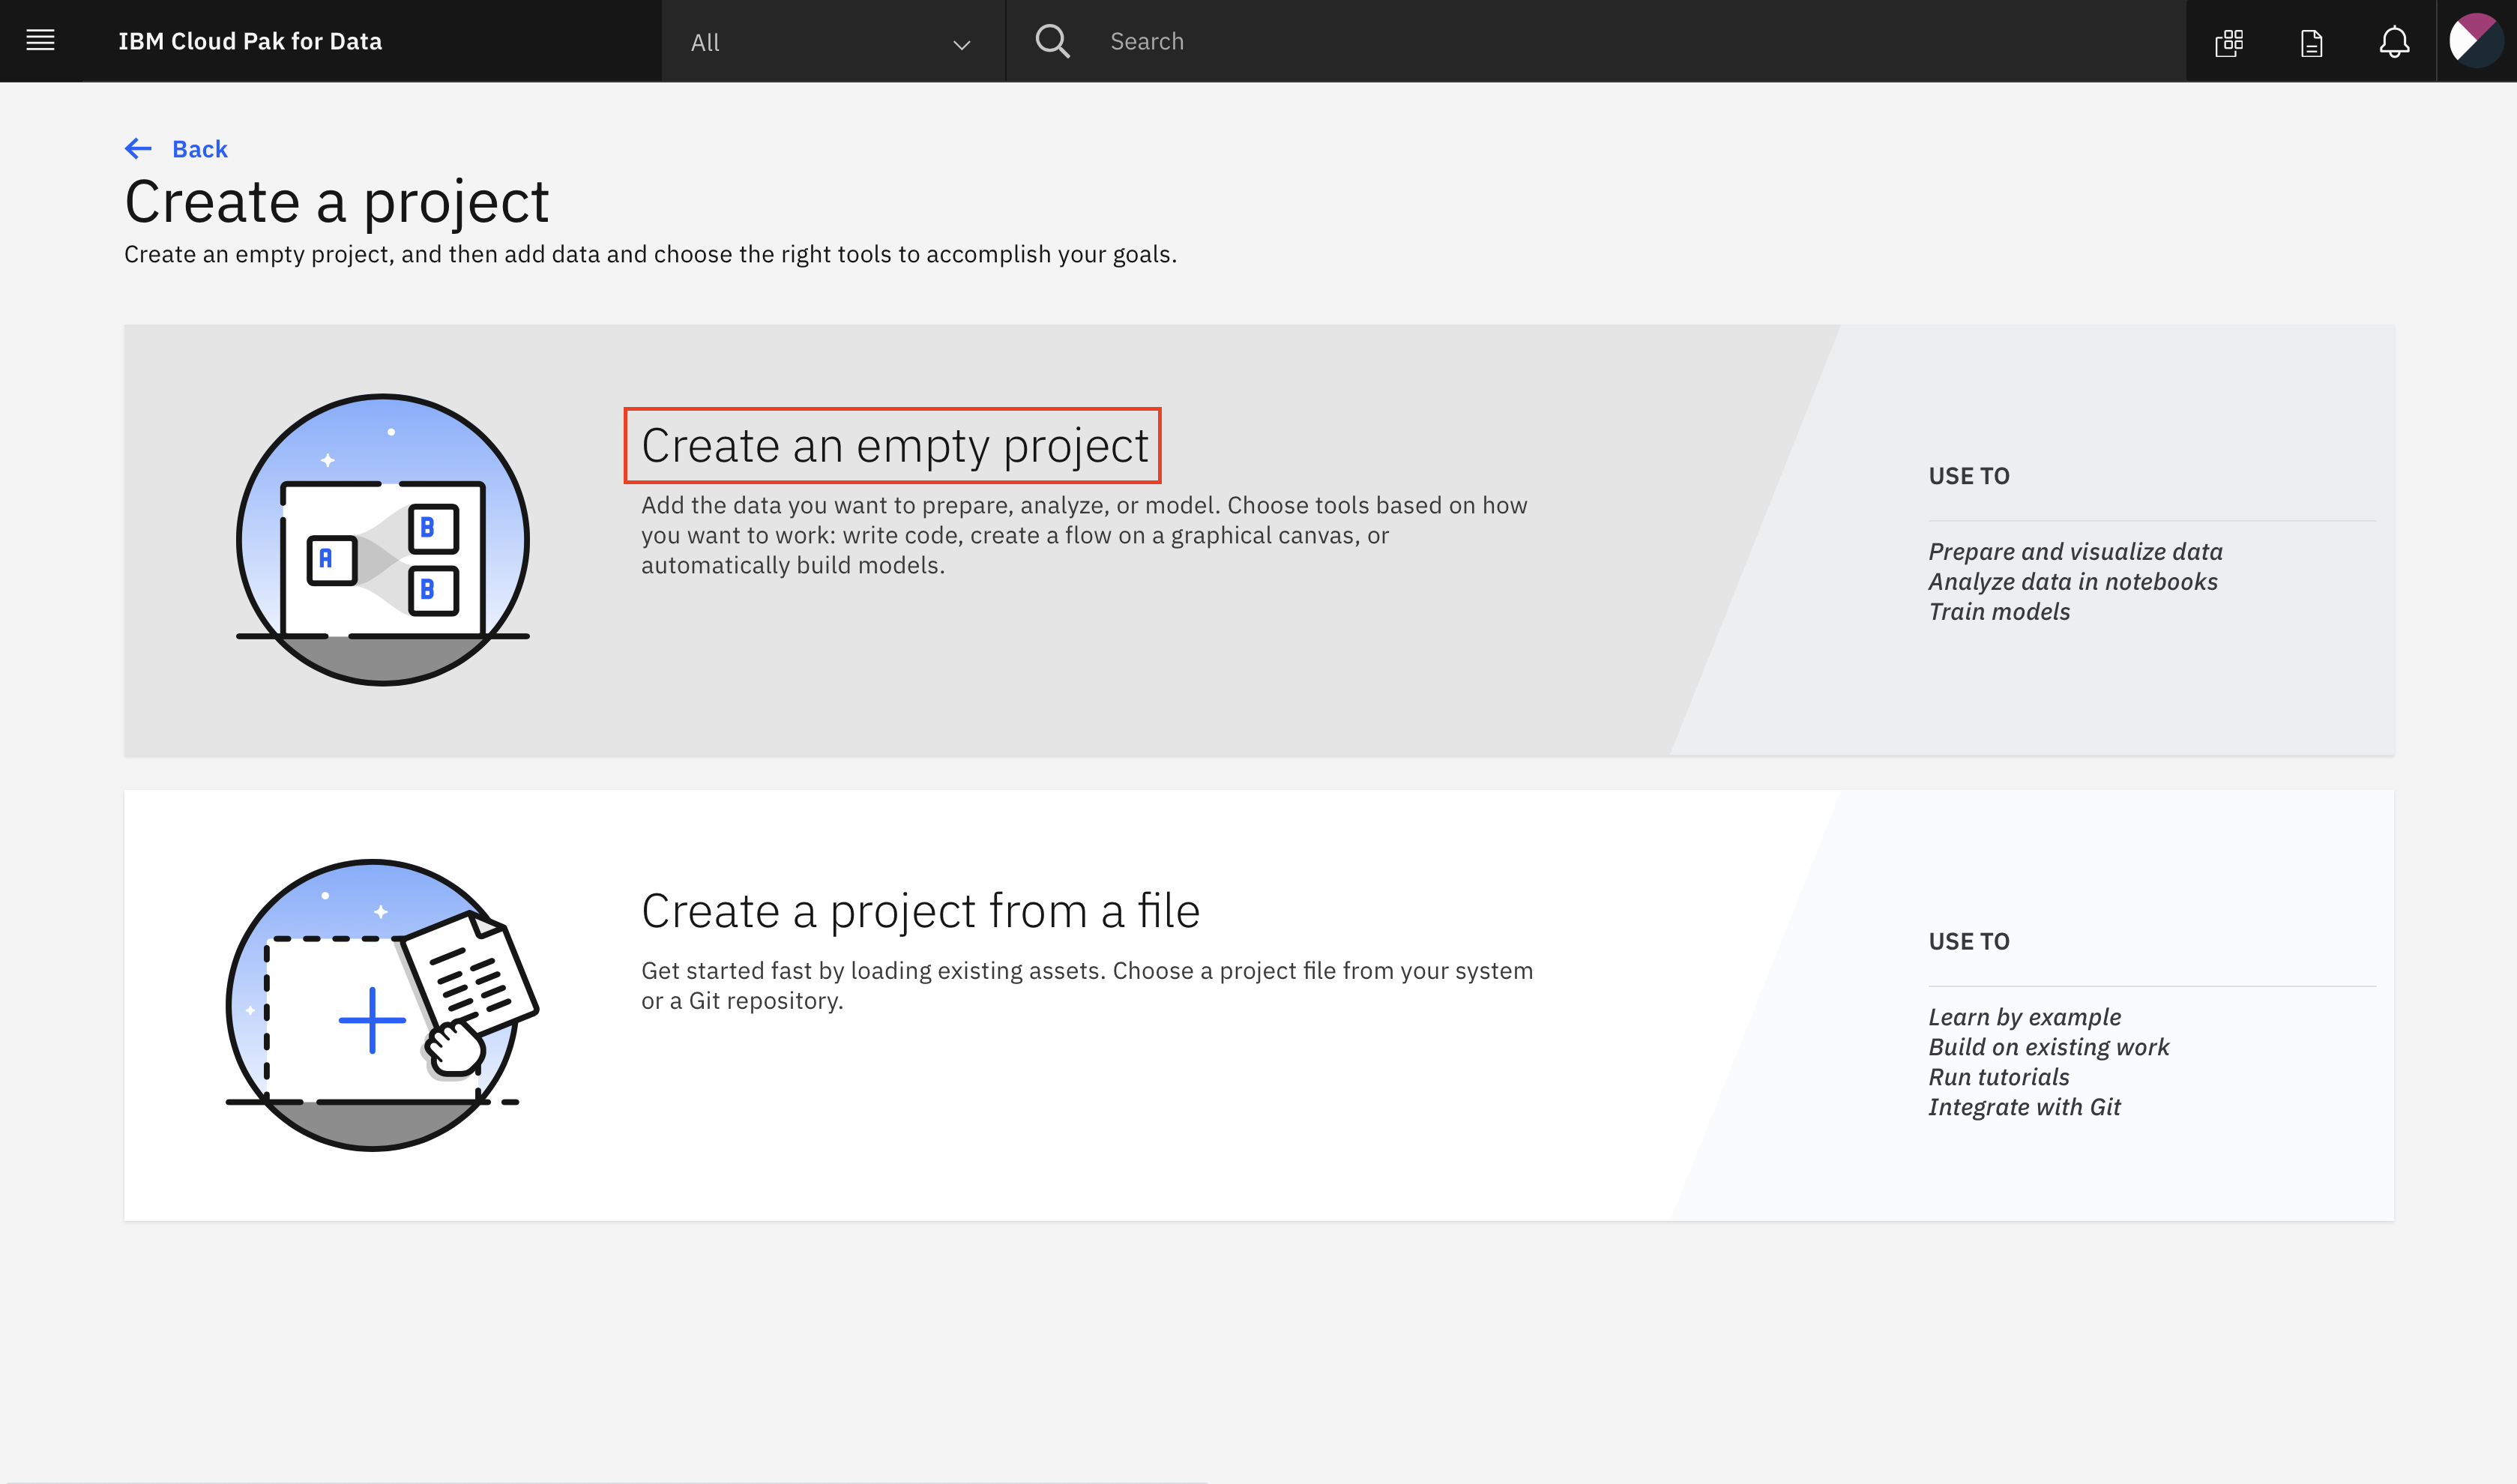 IBM Cloud Pak for Data
All
Search
Back
Create a project
Create an empty project, and then add data and choose the right tools to accomplish your goals.
Create an empty project
Add the data you want to prepare, analyze, or model. Choose tools based on how
you want to work: write code, create a flow on a graphical canvas, or
automatically build models.
A
B
B
USE TO
Prepare and visualize data
Analyze data in notebooks
Train models
Create a project from a file
Get started fast by loading existing assets. Choose a project file from your system
or a Git repository.
USE TO
Learn by example
Build on existing work
Run tutorials
Integrate with Git